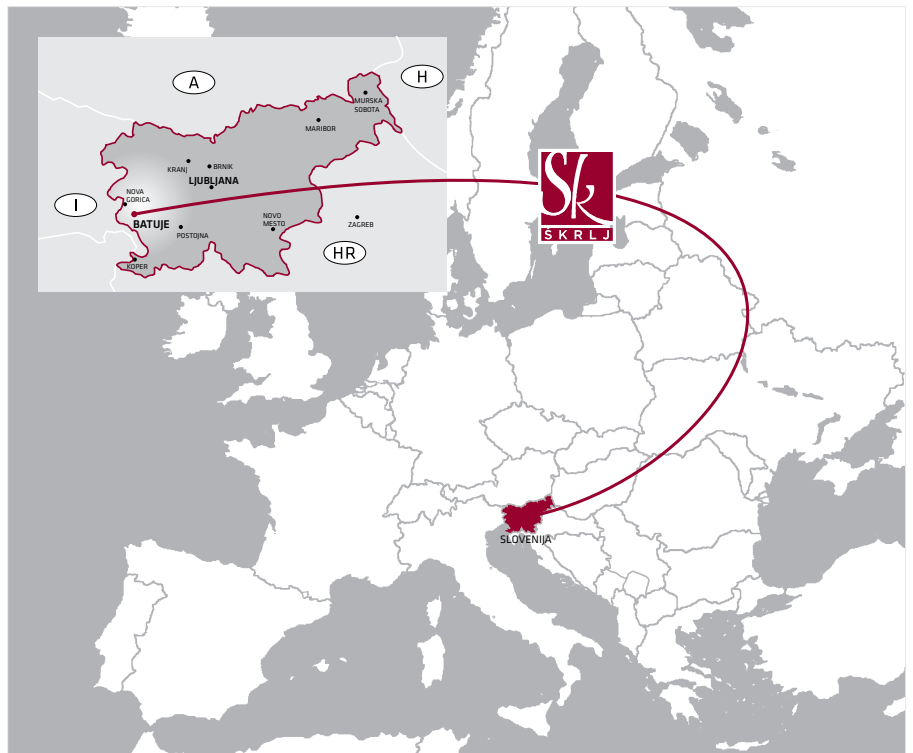 A
H
MURSKA
SOBOTA
MARIBOR
BRNIK
KRANJ
LJUBLJANA
I
NOVA
GORICA
BATUJE
POSTOJNA
NOVO
MESTO
ZAGREB
HR
KOPER
Sk
ŠKRLJ
SLOVENIJA